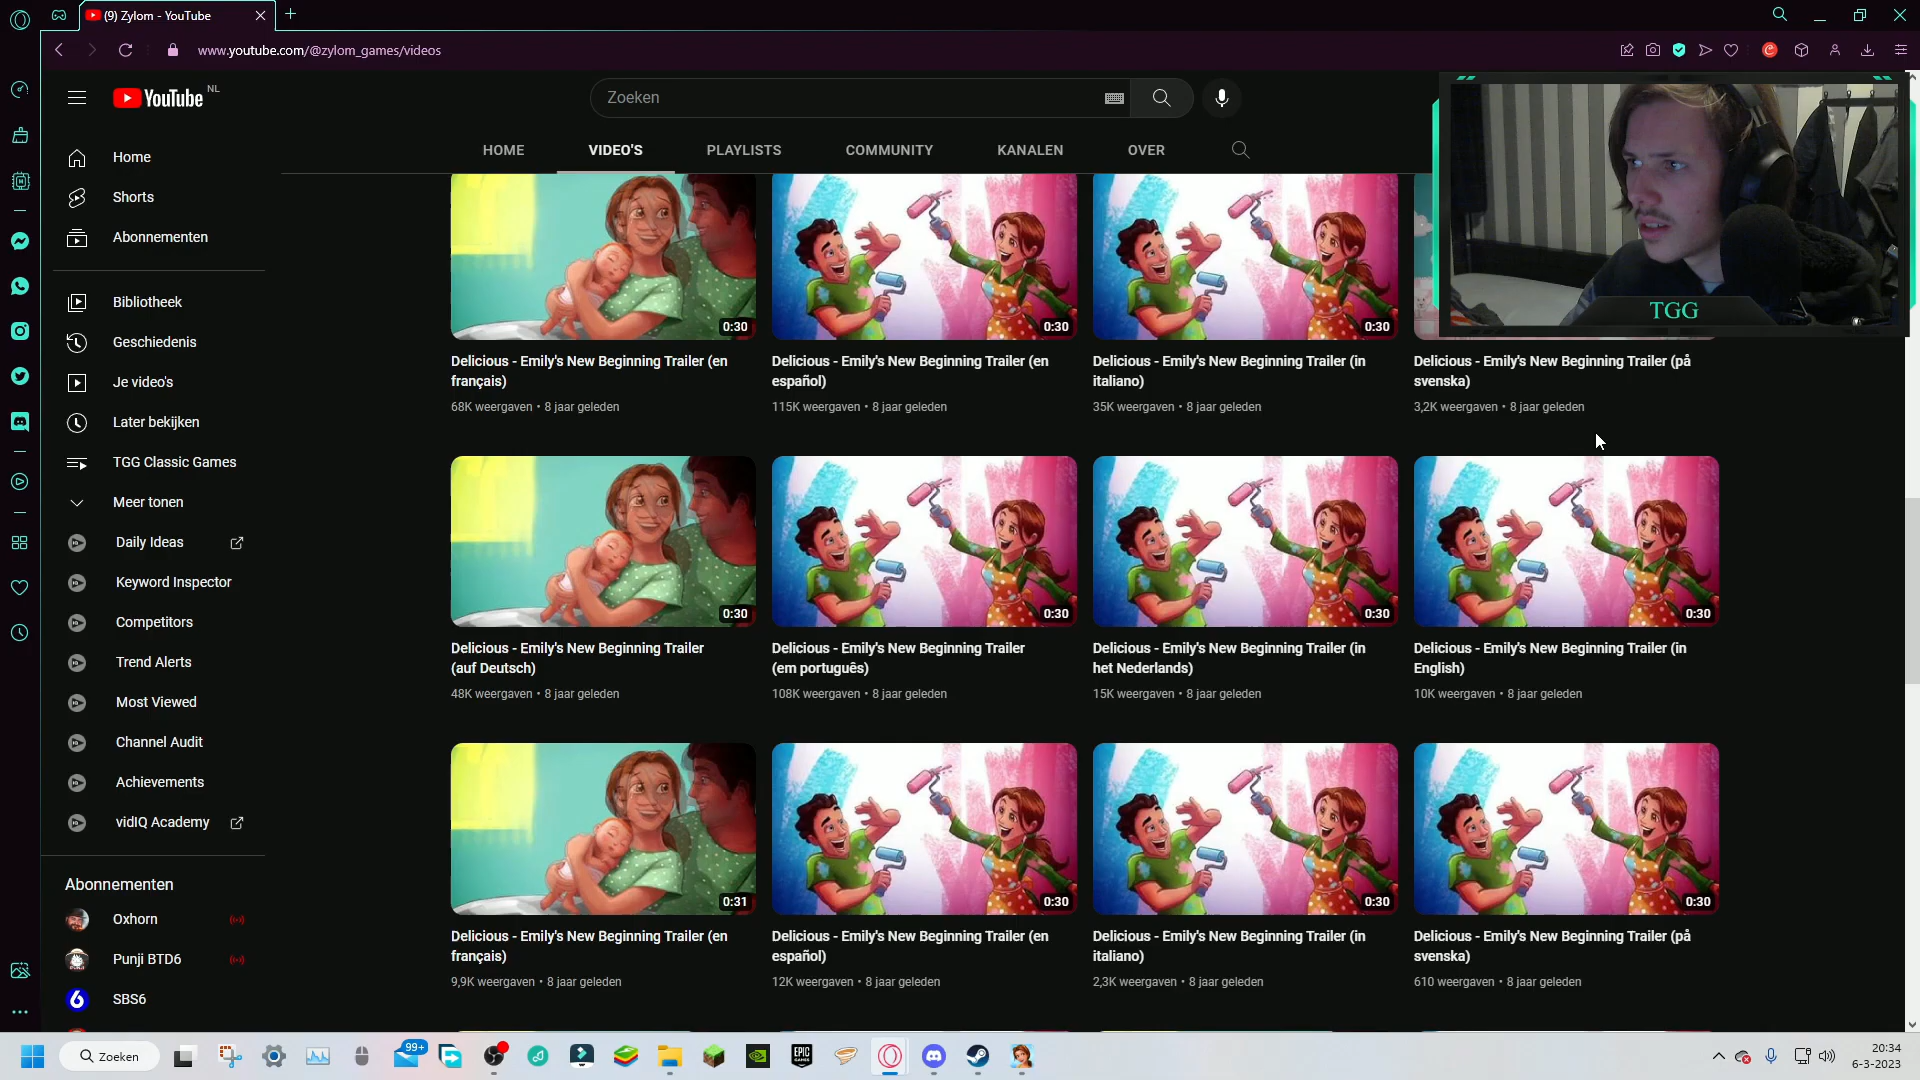 (9) Zylom - YouTube
www.youtube.com/@zylom_games/videos
YouTube NL
Zoeken
HOME
VIDEO'S
PLAYLISTS
COMMUNITY
KANALEN
OVER
Home
Shorts
Abonnementen
Bibliotheek
Geschiedenis
Je video's
Later bekijken
TGG Classic Games
Meer tonen
Daily Ideas
Keyword Inspector
Competitors
Trend Alerts
Most Viewed
Channel Audit
Achievements
vidIQ Academy
Abonnementen
Oxhorn
Punji BTD6
SBS6
TGG
0:30
0:30
0:30
Delicious - Emily's New Beginning Trailer (en
français)
68K weergaven • 8 jaar geleden
Delicious - Emily's New Beginning Trailer (en
español)
115K weergaven • 8 jaar geleden
Delicious - Emily's New Beginning Trailer (in
italiano)
35K weergaven • 8 jaar geleden
Delicious - Emily's New Beginning Trailer (på
svenska)
3,2K weergaven • 8 jaar geleden
0:30
0:30
0:30
0:30
Delicious - Emily's New Beginning Trailer
(auf Deutsch)
48K weergaven • 8 jaar geleden
Delicious - Emily's New Beginning Trailer
(em português)
108K weergaven • 8 jaar geleden
Delicious - Emily's New Beginning Trailer (in
het Nederlands)
15K weergaven • 8 jaar geleden
Delicious - Emily's New Beginning Trailer (in
English)
10K weergaven • 8 jaar geleden
0:31
0:30
0:30
0:30
Delicious - Emily's New Beginning Trailer (en
français)
9,9K weergaven • 8 jaar geleden
Delicious - Emily's New Beginning Trailer (en
español)
12K weergaven • 8 jaar geleden
Delicious - Emily's New Beginning Trailer (in
italiano)
2,3K weergaven • 8 jaar geleden
Delicious - Emily's New Beginning Trailer (på
svenska)
610 weergaven • 8 jaar geleden
Zoeken
99+
EPIC
GAMES
20:34
6-3-2023